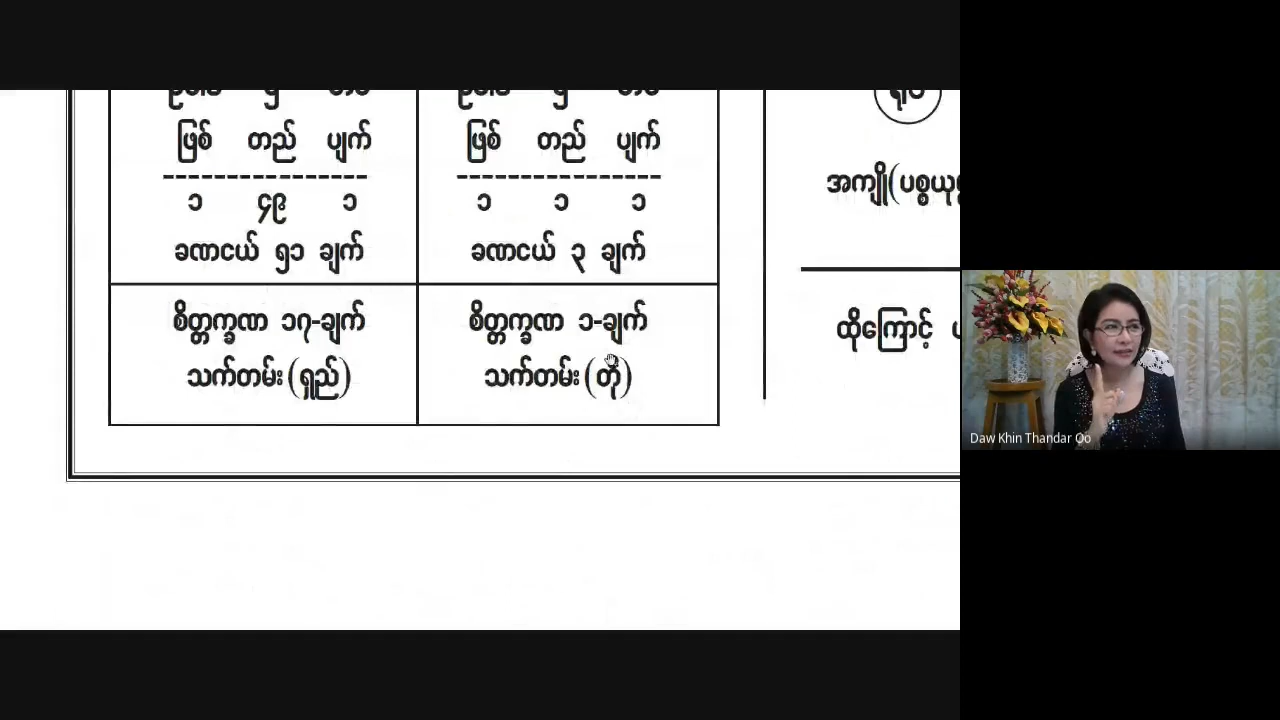 ဖြစ် တည် ပျက်
၁ ၄၉ ၁
ခဏငယ် ၅၁ ချက်
စိတ္တက္ခဏ ၁၇-ချက်
သက်တမ်း (ရှည်)
ဖြစ် တည် ပျက်
၁ ၁ ၁
ခဏငယ် ၃ ချက်
စိတ္တက္ခဏ ၁-ချက်
သက်တမ်း (တို)
ရုပ်
အကျိုး(ပစ္စယု
ထိုကြောင့်
Daw Khin Thandar Oo